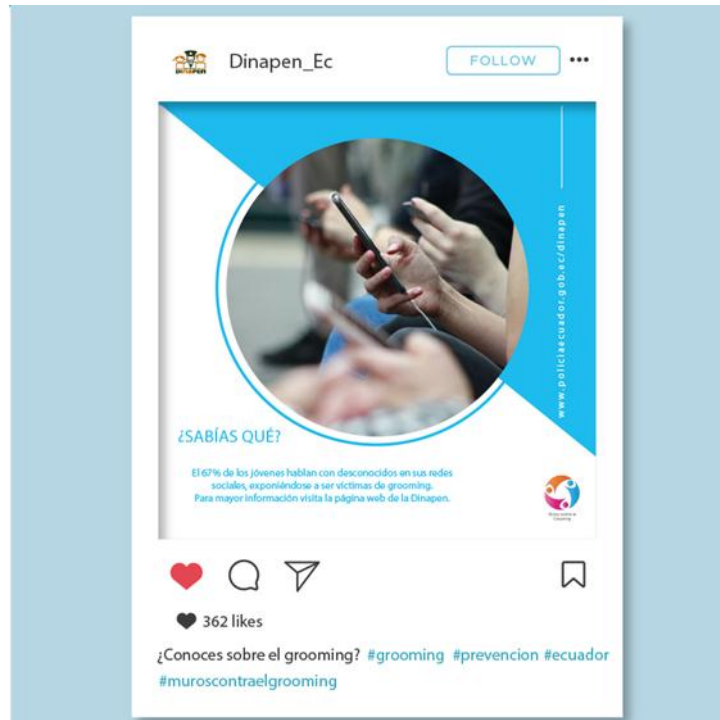 DINAPEN
Dinapen_Ec
FOLLOW
www.policiaecuador.gob.ec/dinapen
¿SABÍAS QUÉ?
El 67% de los jóvenes hablan con desconocidos en sus redes
sociales, exponiéndose a ser victimas de grooming.
Para mayor información visita la página web de la Dinapen.
362 likes
¿Conoces sobre el grooming? #grooming #prevencion #ecuador
#muroscontraelgrooming